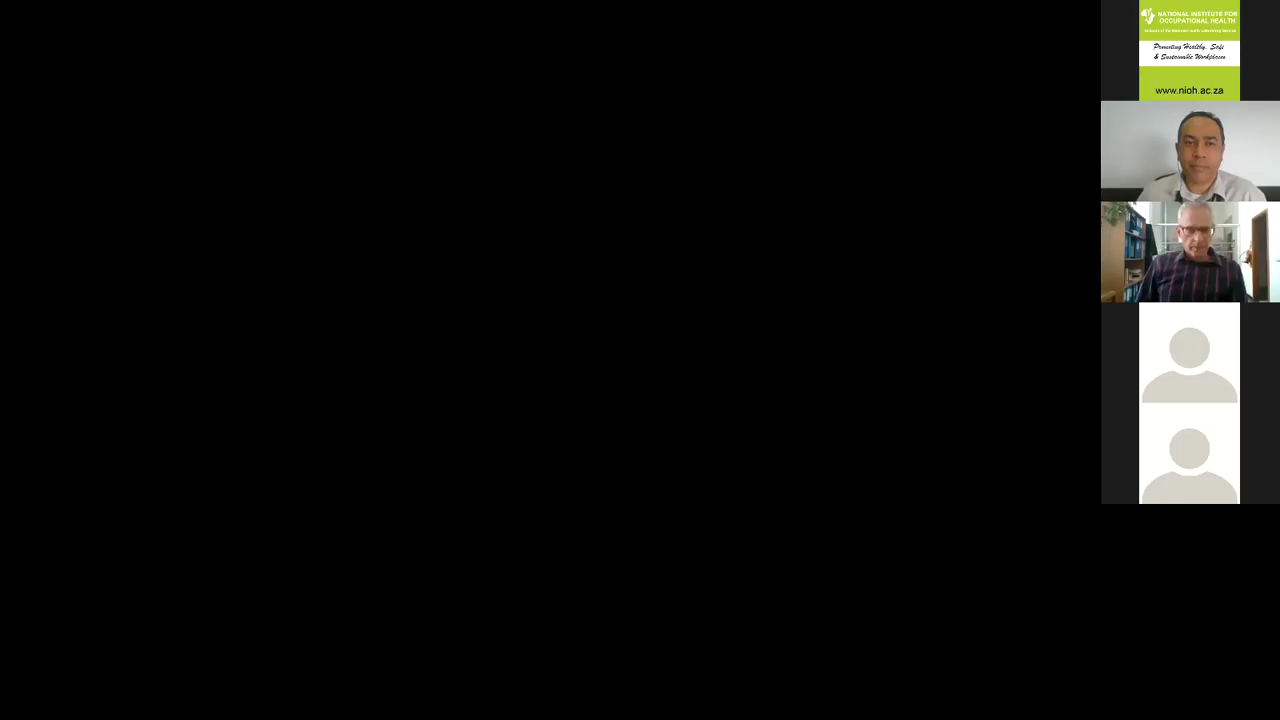 NATIONAL INSTITUTE FOR
OCCUPATIONAL HEALTH
Promoting Healthy, Safe
& Sustainable Workplaces
www.nioh.ac.za